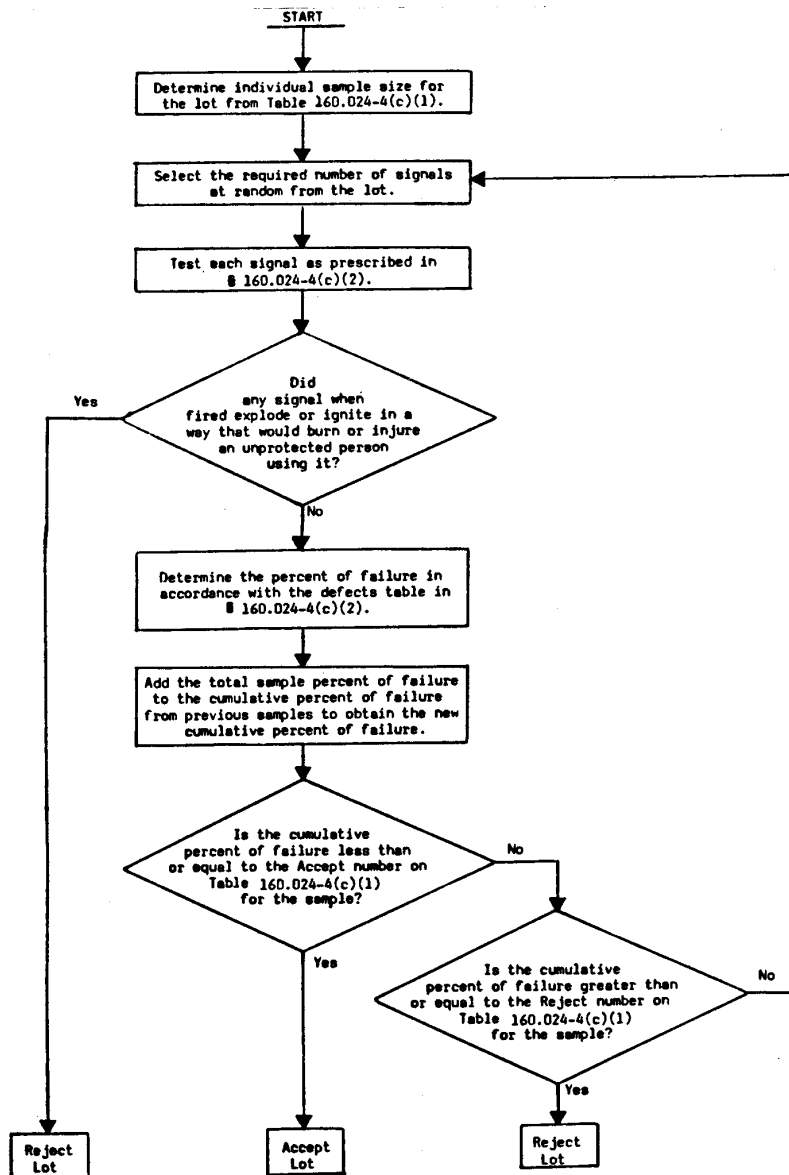 START
Determine individual sample size for
the lot from Table 160.024-4(c)(1).
Select the required number of signals
at random from the lot.
Test each signal as prescribed in
§ 160.024-4(c)(2).
Did
any signal when
fired explode or ignite in a
way that would burn or injure
an unprotected person
using it?
Yes
No
Determine the percent of failure in
accordance with the defects table in
§ 160.024-4(c)(2).
Add the total sample percent of failure
to the cumulative percent of failure
from previous samples to obtain the new
cumulative percent of failure.
Is the cumulative
percent of failure less than
or equal to the Accept number on
Table 160.024-4(c)(1)
for the sample?
No
Yes
Is the cumulative
percent of failure greater than
or equal to the Reject number on
Table 160.024-4(c)(1)
for the sample?
No
Yes
Reject
Lot
Accept
Lot
Reject
Lot